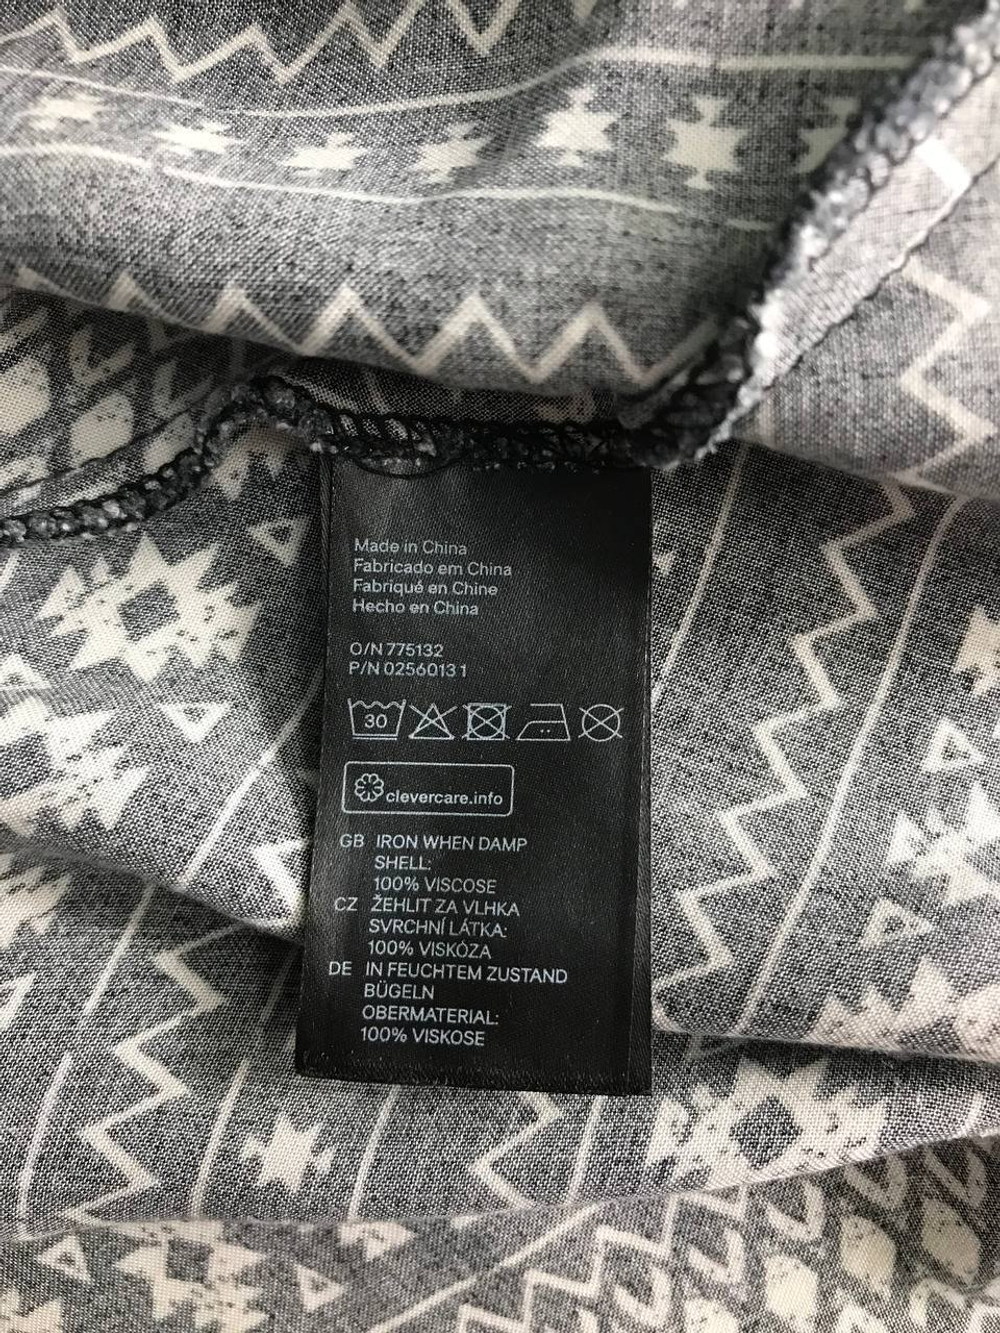 Made in China
Fabricado em China
Fabriqué en Chine
Hecho en China
O/N 775132
P/N 02560131
30
clevercare.info
GB IRON WHEN DAMP
SHELL:
100% VISCOSE
CZ ŽEHLIT ZA VLHKA
SVRCHNÍ LÁTKA:
100% VISKÓZA
DE IN FEUCHTEM ZUSTAND
BÜGELN
OBERMATERIAL:
100% VISKOSE